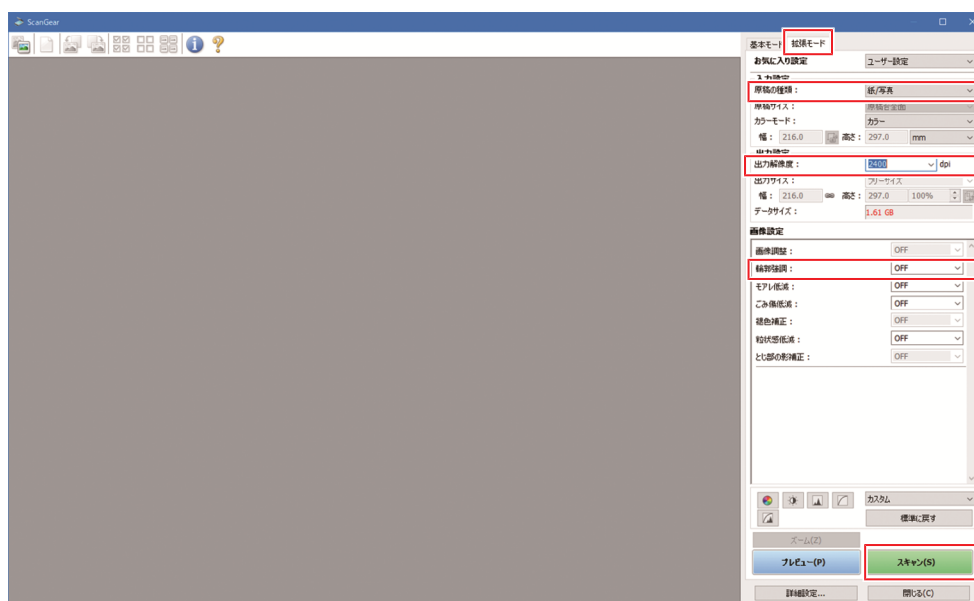 ScanGear
基本モード 拡張モード
お気に入り設定 ユーザー設定
入力設定
原稿の種類： 紙/写真
原稿サイズ： 原稿台全面
カラーモード： カラー
幅： 216.0 高さ： 297.0 mm
出力設定
出力解像度： 2400 dpi
出力サイズ： フリーサイズ
幅： 216.0 高さ： 297.0 100%
データサイズ： 1.61 GB
画像設定
画像調整： OFF
輪郭強調： OFF
モアレ低減： OFF
ごみ傷低減： OFF
褪色補正： OFF
粒状感低減： OFF
とじ部の影補正： OFF
カスタム
標準に戻す
ズーム(Z)
プレビュー(P) スキャン(S)
詳細設定... 閉じる(C)